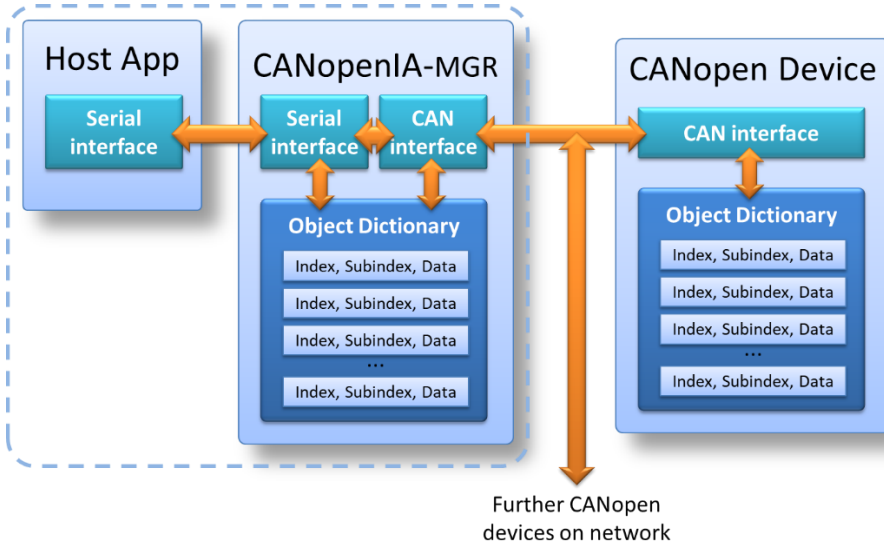 Host App
Serial
interface
CANopenIA-MGR
Serial
interface
CAN
interface
Object Dictionary
Index, Subindex, Data
Index, Subindex, Data
Index, Subindex, Data
...
Index, Subindex, Data
CANopen Device
CAN interface
Object Dictionary
Index, Subindex, Data
Index, Subindex, Data
Index, Subindex, Data
...
Index, Subindex, Data
Further CANopen
devices on network